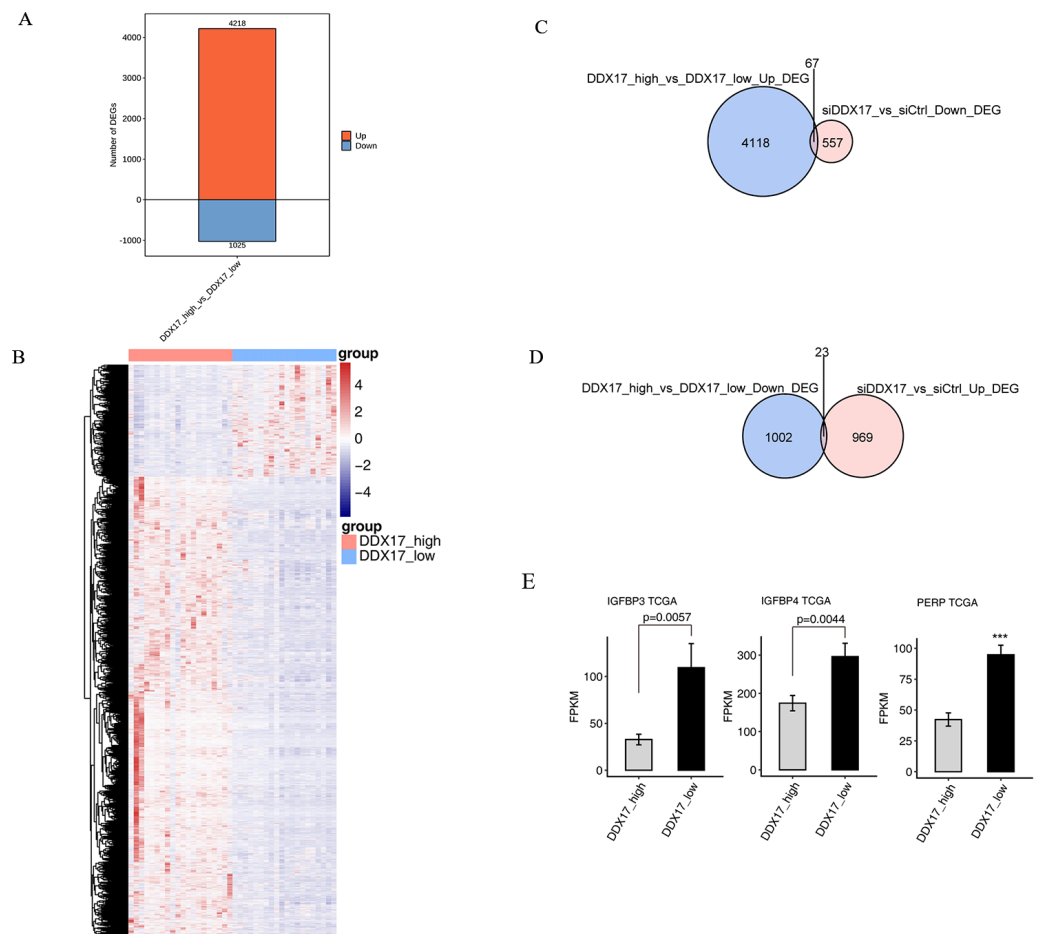 A
4218
4000
3000
2000
1000
0
-1000
Number of DEGs
1025
Up
Down
DDX17_high_vs_DDX17_low
B
group
4
2
0
−2
−4
group
DDX17_high
DDX17_low
C
67
DDX17_high_vs_DDX17_low_Up_DEG
siDDX17_vs_siCtrl_Down_DEG
4118
557
D
23
DDX17_high_vs_DDX17_low_Down_DEG
siDDX17_vs_siCtrl_Up_DEG
1002
969
E
IGFBP3 TCGA
p=0.0057
FPKM
100
50
0
DDX17_high
DDX17_low
IGFBP4 TCGA
p=0.0044
FPKM
300
200
100
0
DDX17_high
DDX17_low
PERP TCGA
***
FPKM
100
75
50
25
0
DDX17_high
DDX17_low